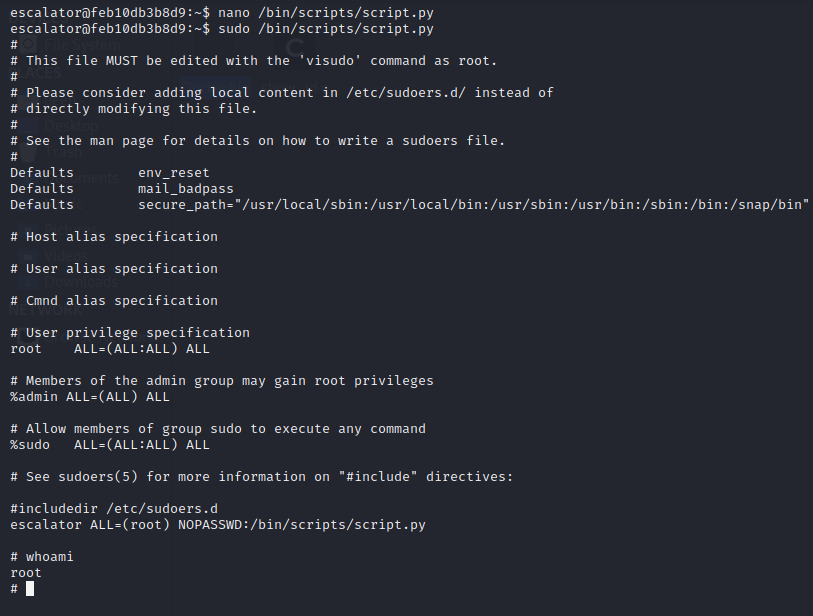 escalator@feb10db3b8d9:~$ nano /bin/scripts/script.py
escalator@feb10db3b8d9:~$ sudo /bin/scripts/script.py
#
# This file MUST be edited with the 'visudo' command as root.
#
# Please consider adding local content in /etc/sudoers.d/ instead of
# directly modifying this file.
#
# See the man page for details on how to write a sudoers file.
#
Defaults        env_reset
Defaults        mail_badpass
Defaults        secure_path="/usr/local/sbin:/usr/local/bin:/usr/sbin:/usr/bin:/sbin:/bin:/snap/bin"
# Host alias specification
# User alias specification
# Cmnd alias specification
# User privilege specification
root    ALL=(ALL:ALL) ALL
# Members of the admin group may gain root privileges
%admin ALL=(ALL) ALL
# Allow members of group sudo to execute any command
%sudo   ALL=(ALL:ALL) ALL
# See sudoers(5) for more information on "#include" directives:
#includedir /etc/sudoers.d
escalator ALL=(root) NOPASSWD:/bin/scripts/script.py
# whoami
root
#